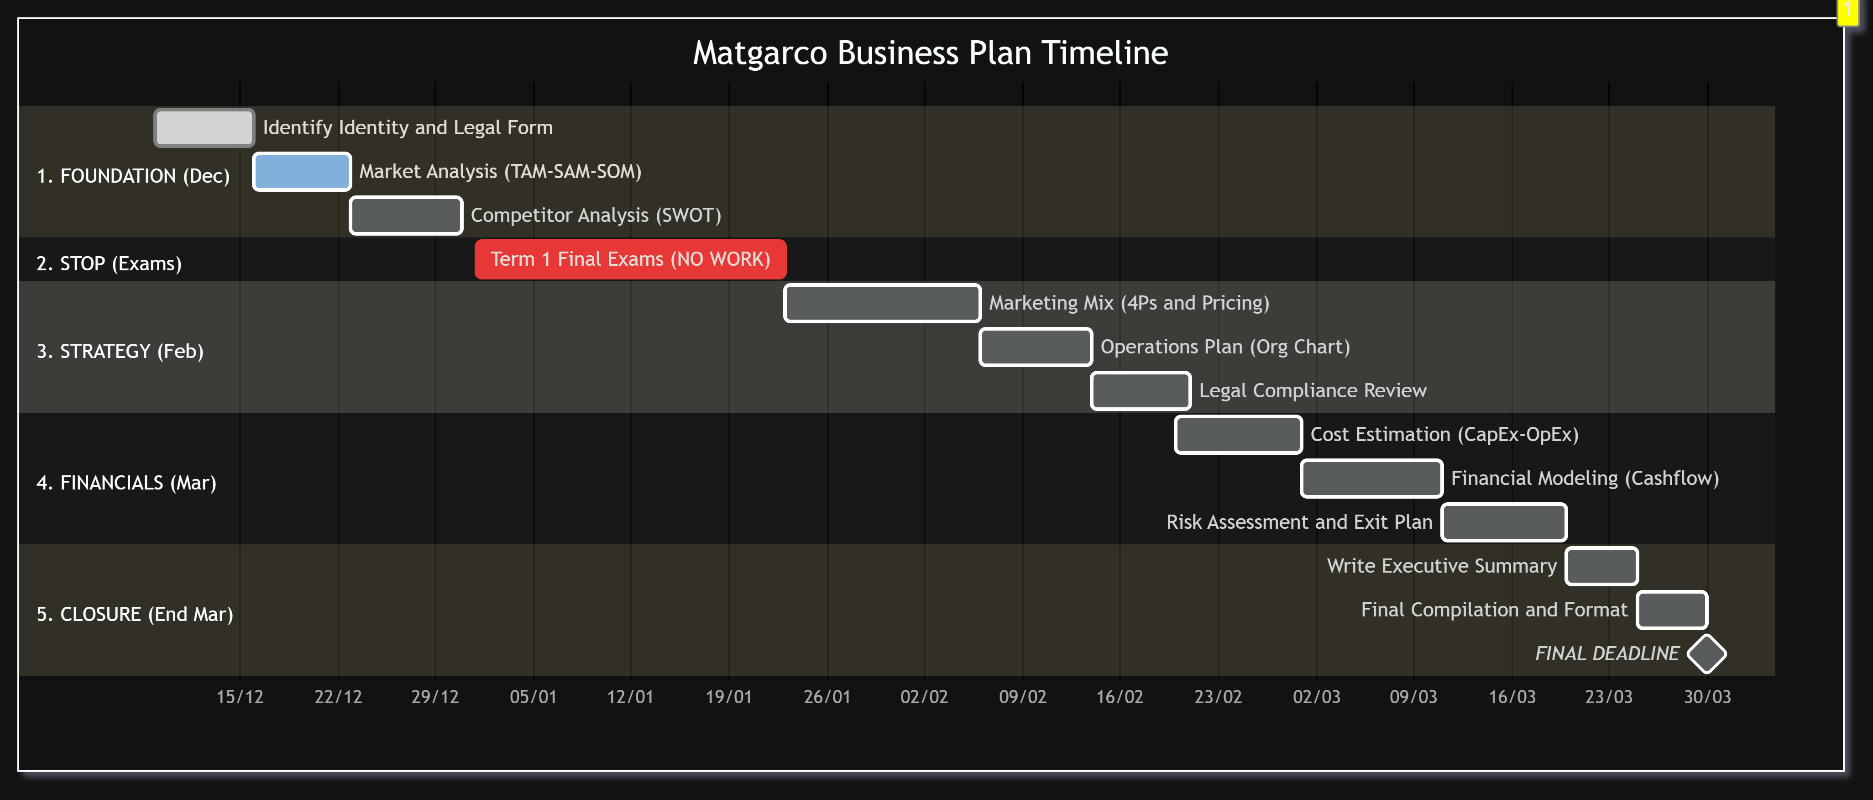 1
Matgarco Business Plan Timeline
Identify Identity and Legal Form
1. FOUNDATION (Dec)
Market Analysis (TAM-SAM-SOM)
Competitor Analysis (SWOT)
2. STOP (Exams)
Term 1 Final Exams (NO WORK)
Marketing Mix (4Ps and Pricing)
3. STRATEGY (Feb)
Operations Plan (Org Chart)
Legal Compliance Review
Cost Estimation (CapEx-OpEx)
4. FINANCIALS (Mar)
Financial Modeling (Cashflow)
Risk Assessment and Exit Plan
Write Executive Summary
5. CLOSURE (End Mar)
Final Compilation and Format
FINAL DEADLINE
15/12 22/12 29/12 05/01 12/01 19/01 26/01 02/02 09/02 16/02 23/02 02/03 09/03 16/03 23/03 30/03